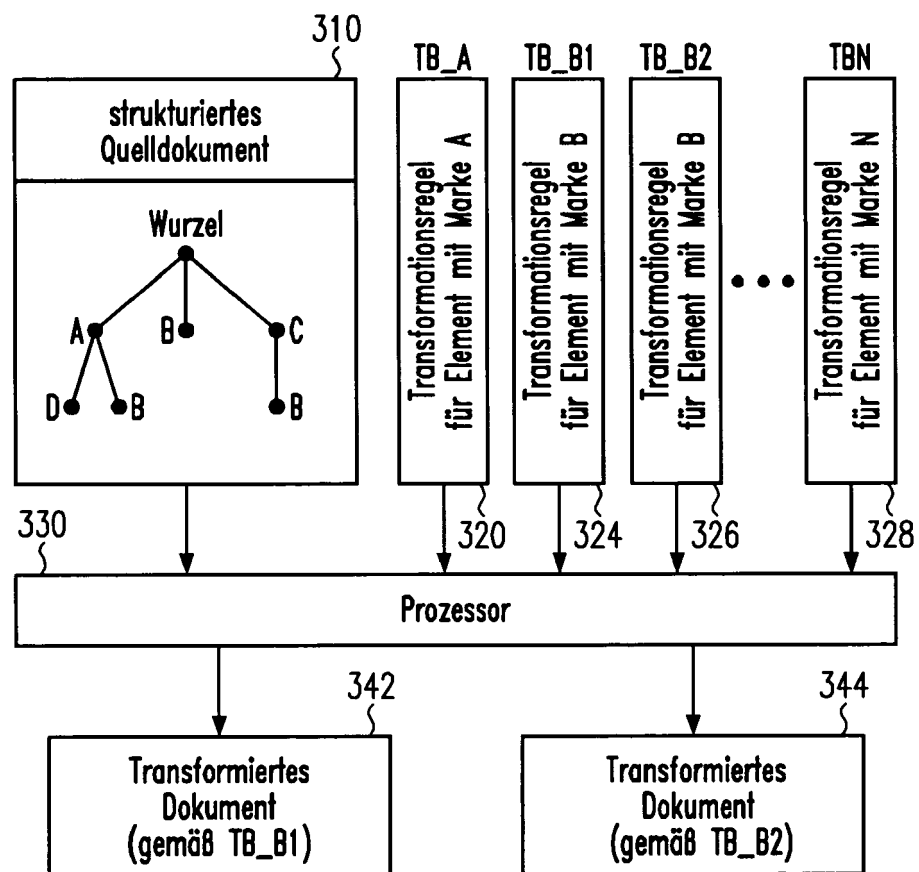 310
TB_A TB_B1 TB_B2 TBN
strukturiertes
Quelldokument
Wurzel
A B C
D B B
Transformationsregel
für Element mit Marke A
Transformationsregel
für Element mit Marke B
Transformationsregel
für Element mit Marke B
Transformationsregel
für Element mit Marke N
330 320 324 326 328
Prozessor
342 344
Transformiertes
Dokument
(gemäß TB_B1)
Transformiertes
Dokument
(gemäß TB_B2)